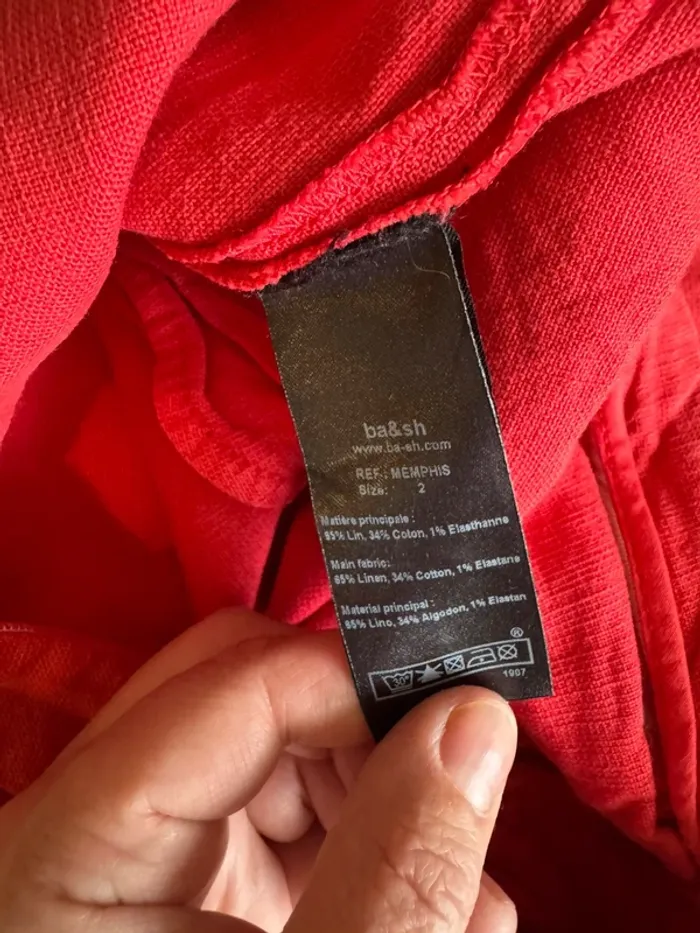 ba&sh
www.ba-sh.com
REF.: MEMPHIS
Size: 2
Matière principale :
65% Lin, 34% Coton, 1% Elasthanne
Main fabric:
65% Linen, 34% Cotton, 1% Elastane
Material principal :
65% Lino, 34% Algodon, 1% Elastan
®
30°
1907